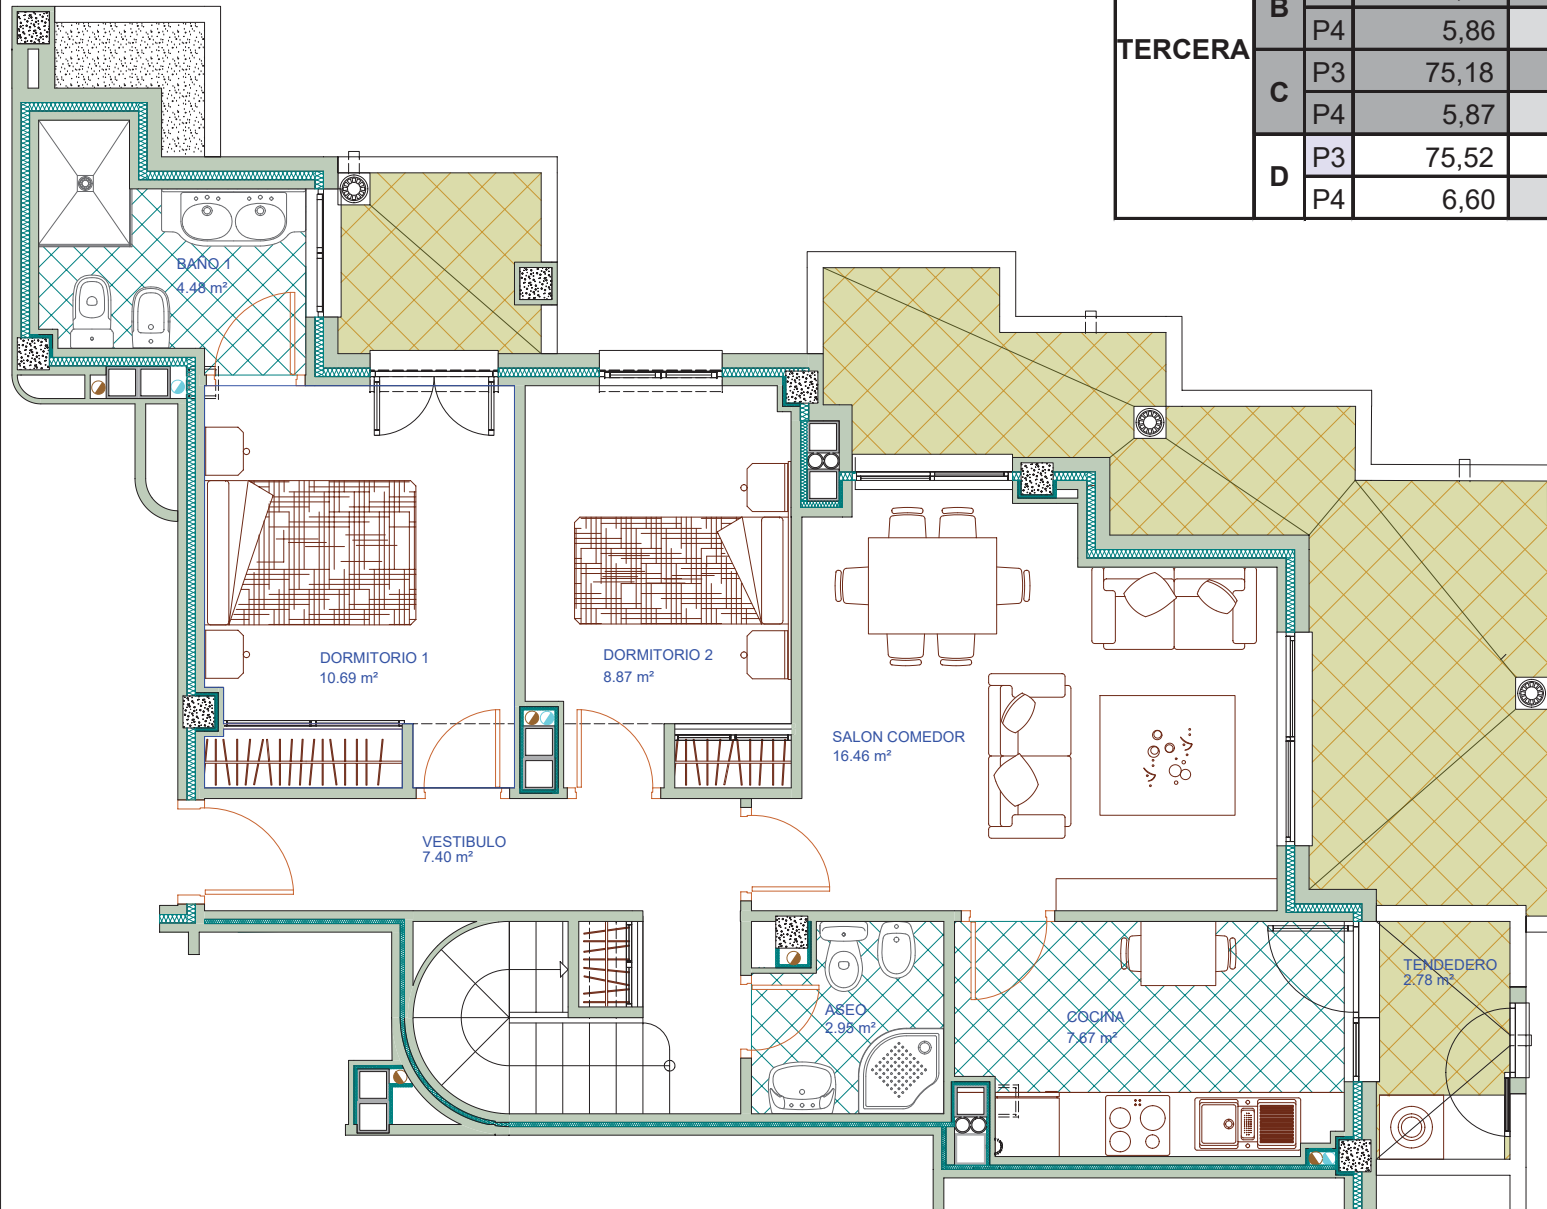 B
P4 5,86
TERCERA
P3 75,18
C
P4 5,87
P3 75,52
D
P4 6,60
BAÑO 1
4.48 m²
DORMITORIO 1
10.69 m²
DORMITORIO 2
8.87 m²
SALON COMEDOR
16.46 m²
VESTIBULO
7.40 m²
ASEO
2.95 m²
COCINA
7.67 m²
TENDEDERO
2.78 m²